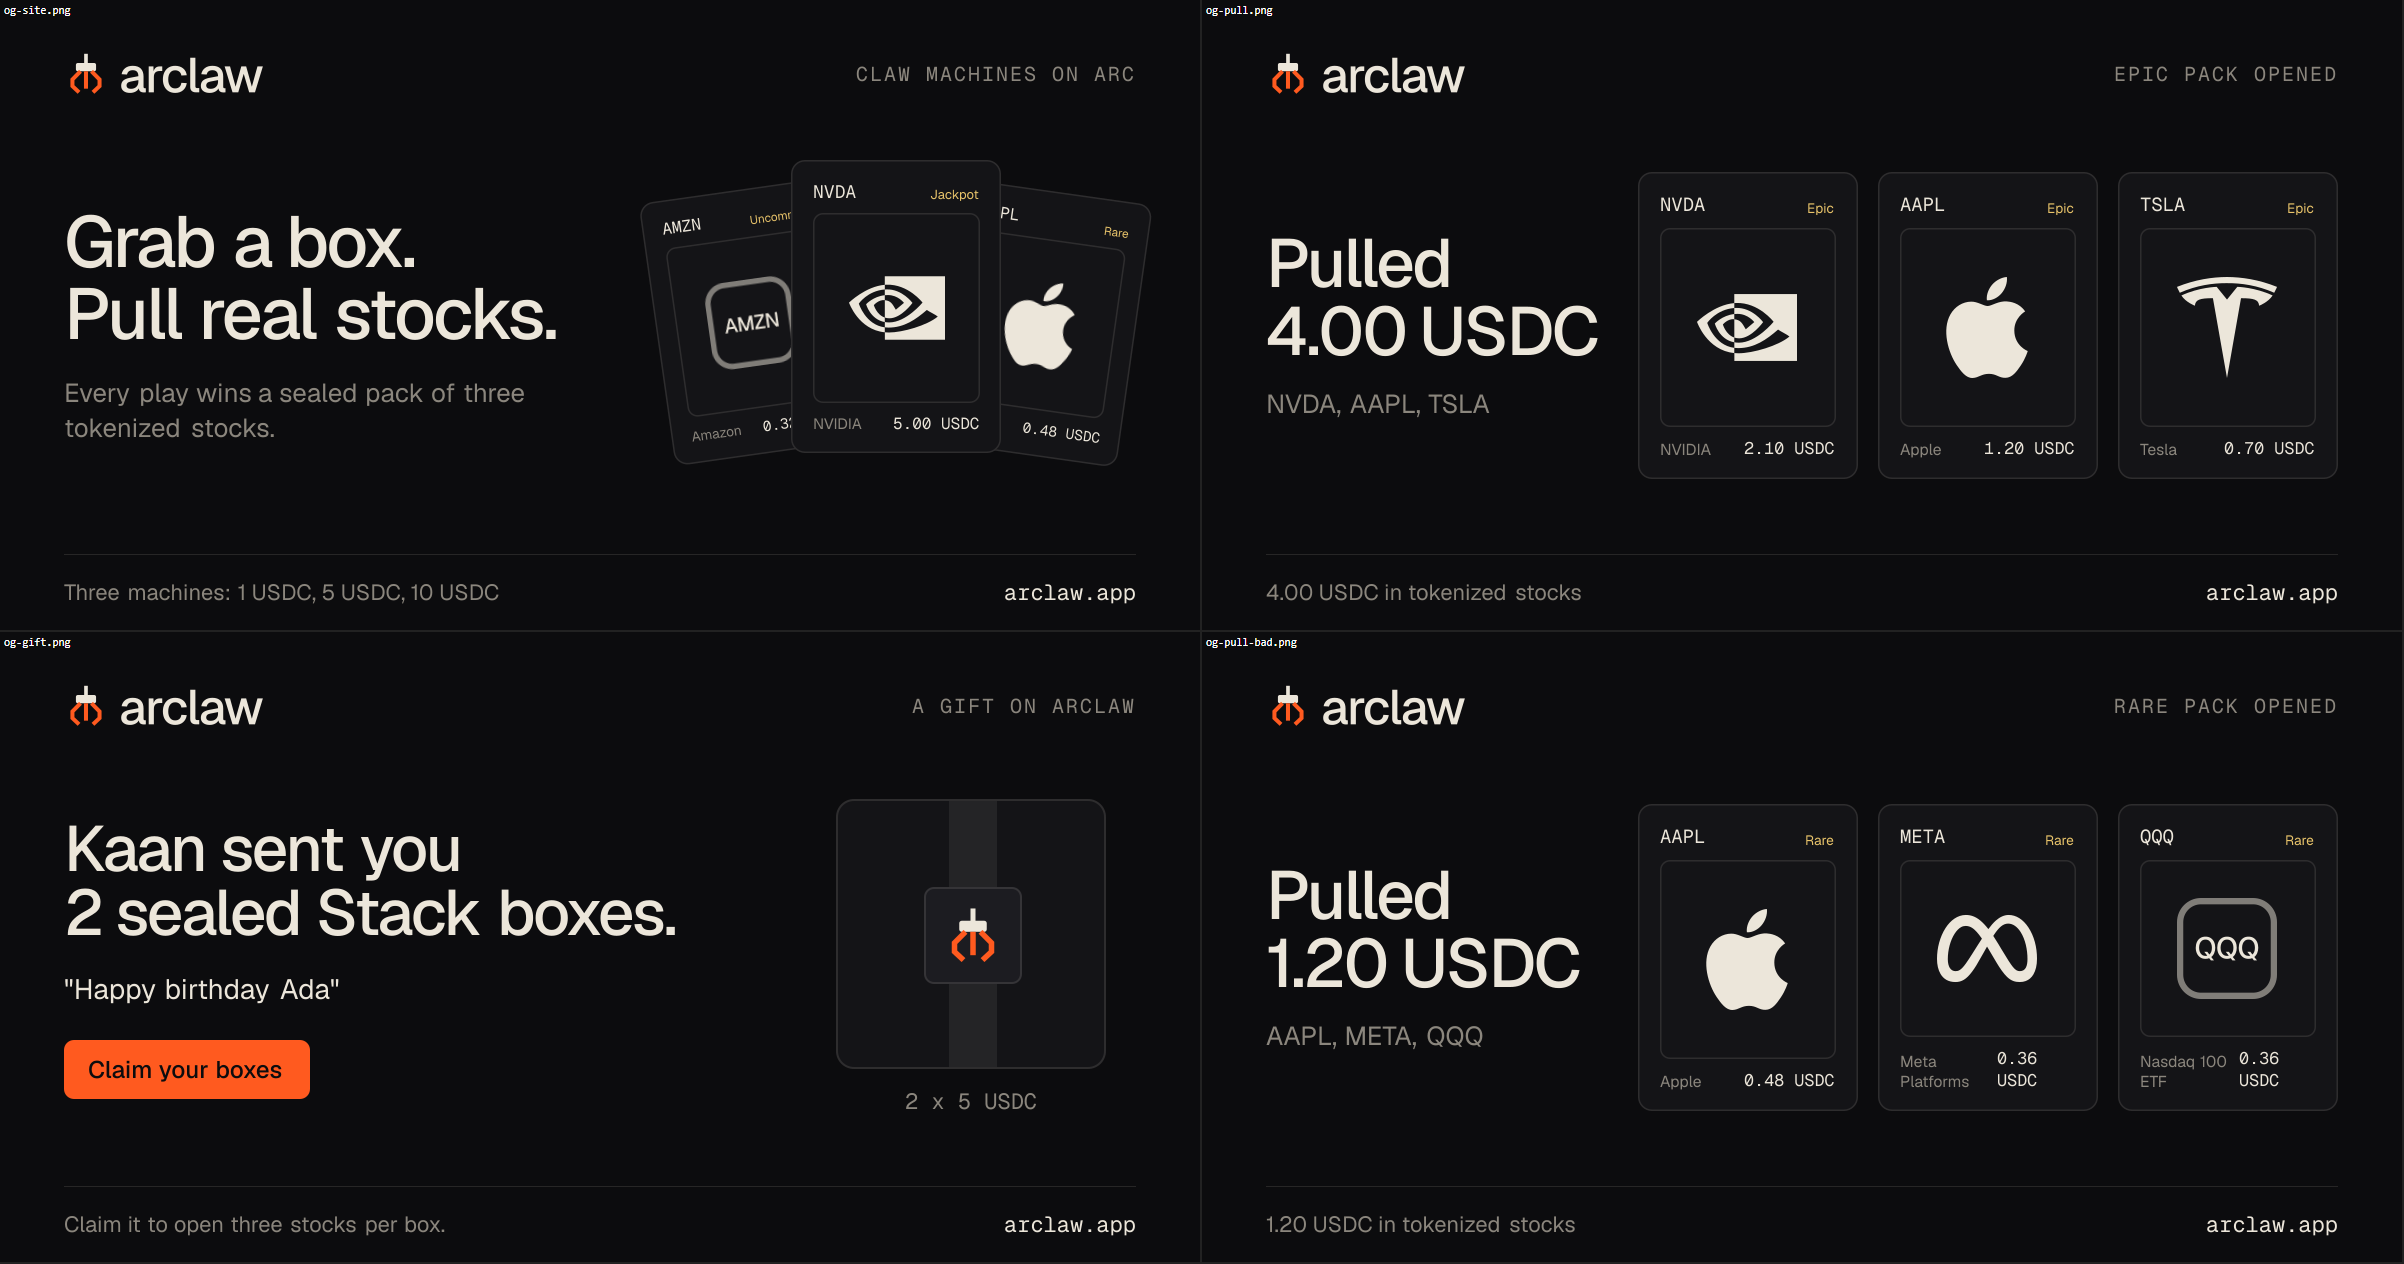 og-site.png
arclaw
CLAW MACHINES ON ARC
Grab a box.
Pull real stocks.
Every play wins a sealed pack of three
tokenized stocks.
AMZN
Uncomm
AMZN
Amazon
NVDA
Jackpot
NVIDIA
5.00 USDC
PL
Rare
0.48 USDC
Three machines: 1 USDC, 5 USDC, 10 USDC
arclaw.app
og-pull.png
arclaw
EPIC PACK OPENED
Pulled
4.00 USDC
NVDA, AAPL, TSLA
NVDA
Epic
NVIDIA
2.10 USDC
AAPL
Epic
Apple
1.20 USDC
TSLA
Epic
Tesla
0.70 USDC
4.00 USDC in tokenized stocks
arclaw.app
og-gift.png
arclaw
A GIFT ON ARCLAW
Kaan sent you
2 sealed Stack boxes.
"Happy birthday Ada"
Claim your boxes
2 x 5 USDC
Claim it to open three stocks per box.
arclaw.app
og-pull-bad.png
arclaw
RARE PACK OPENED
Pulled
1.20 USDC
AAPL, META, QQQ
AAPL
Rare
Apple
0.48 USDC
META
Rare
Meta
Platforms
0.36
USDC
QQQ
Rare
QQQ
Nasdaq 100
ETF
0.36
USDC
1.20 USDC in tokenized stocks
arclaw.app